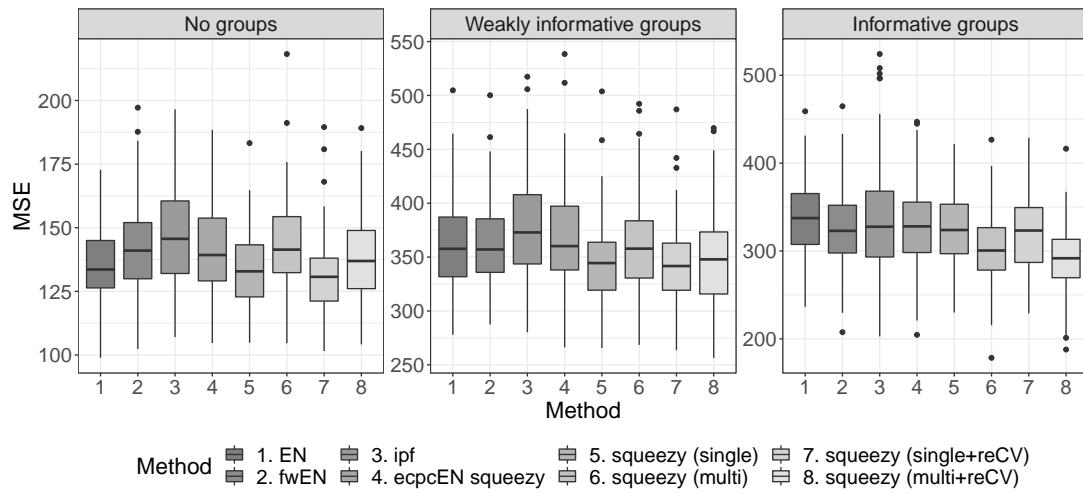 No groups
Weakly informative groups
Informative groups
MSE
200
175
150
125
100
550
500
450
400
350
300
250
500
400
300
200
1 2 3 4 5 6 7 8
1 2 3 4 5 6 7 8
1 2 3 4 5 6 7 8
Method
Method
1. EN
2. fwEN
3. ipf
4. ecpcEN squeezy
5. squeezy (single)
6. squeezy (multi)
7. squeezy (single+reCV)
8. squeezy (multi+reCV)